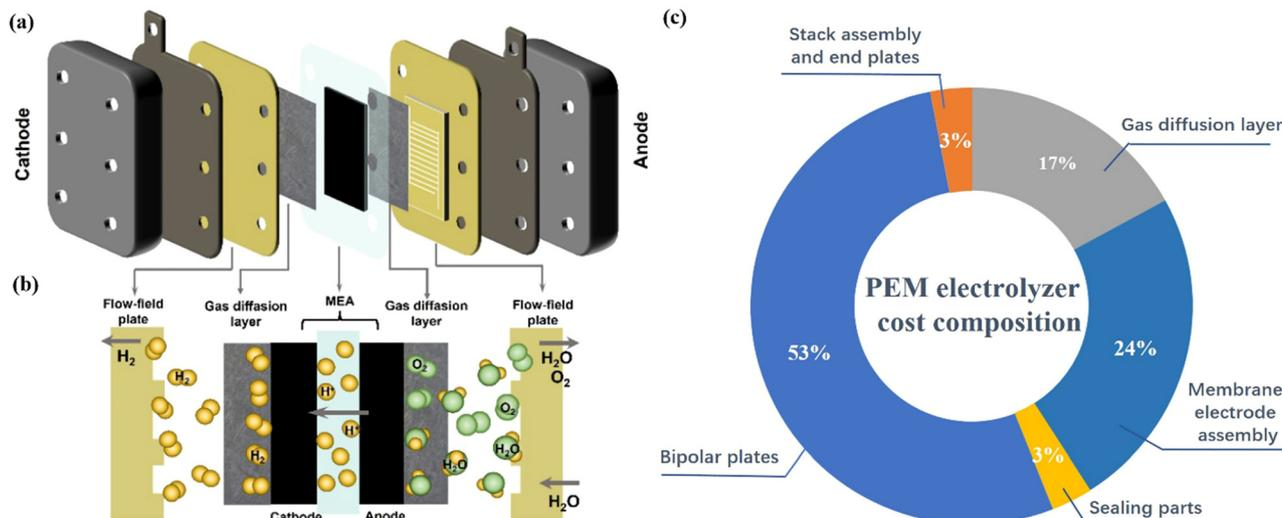 (a)
Cathode
Anode
(b)
Flow-field
plate
Gas diffusion
layer
MEA
Gas diffusion
layer
Flow-field
plate
H₂
H₂
H₂
H⁺
H⁺
O₂
O₂
H₂O
H₂O
H₂O
O₂
H₂O
Cathode
Anode
(c)
Stack assembly
and end plates
3%
Gas diffusion layer
17%
PEM electrolyzer
cost composition
53%
24%
Membrane
electrode
assembly
Bipolar plates
3%
Sealing parts